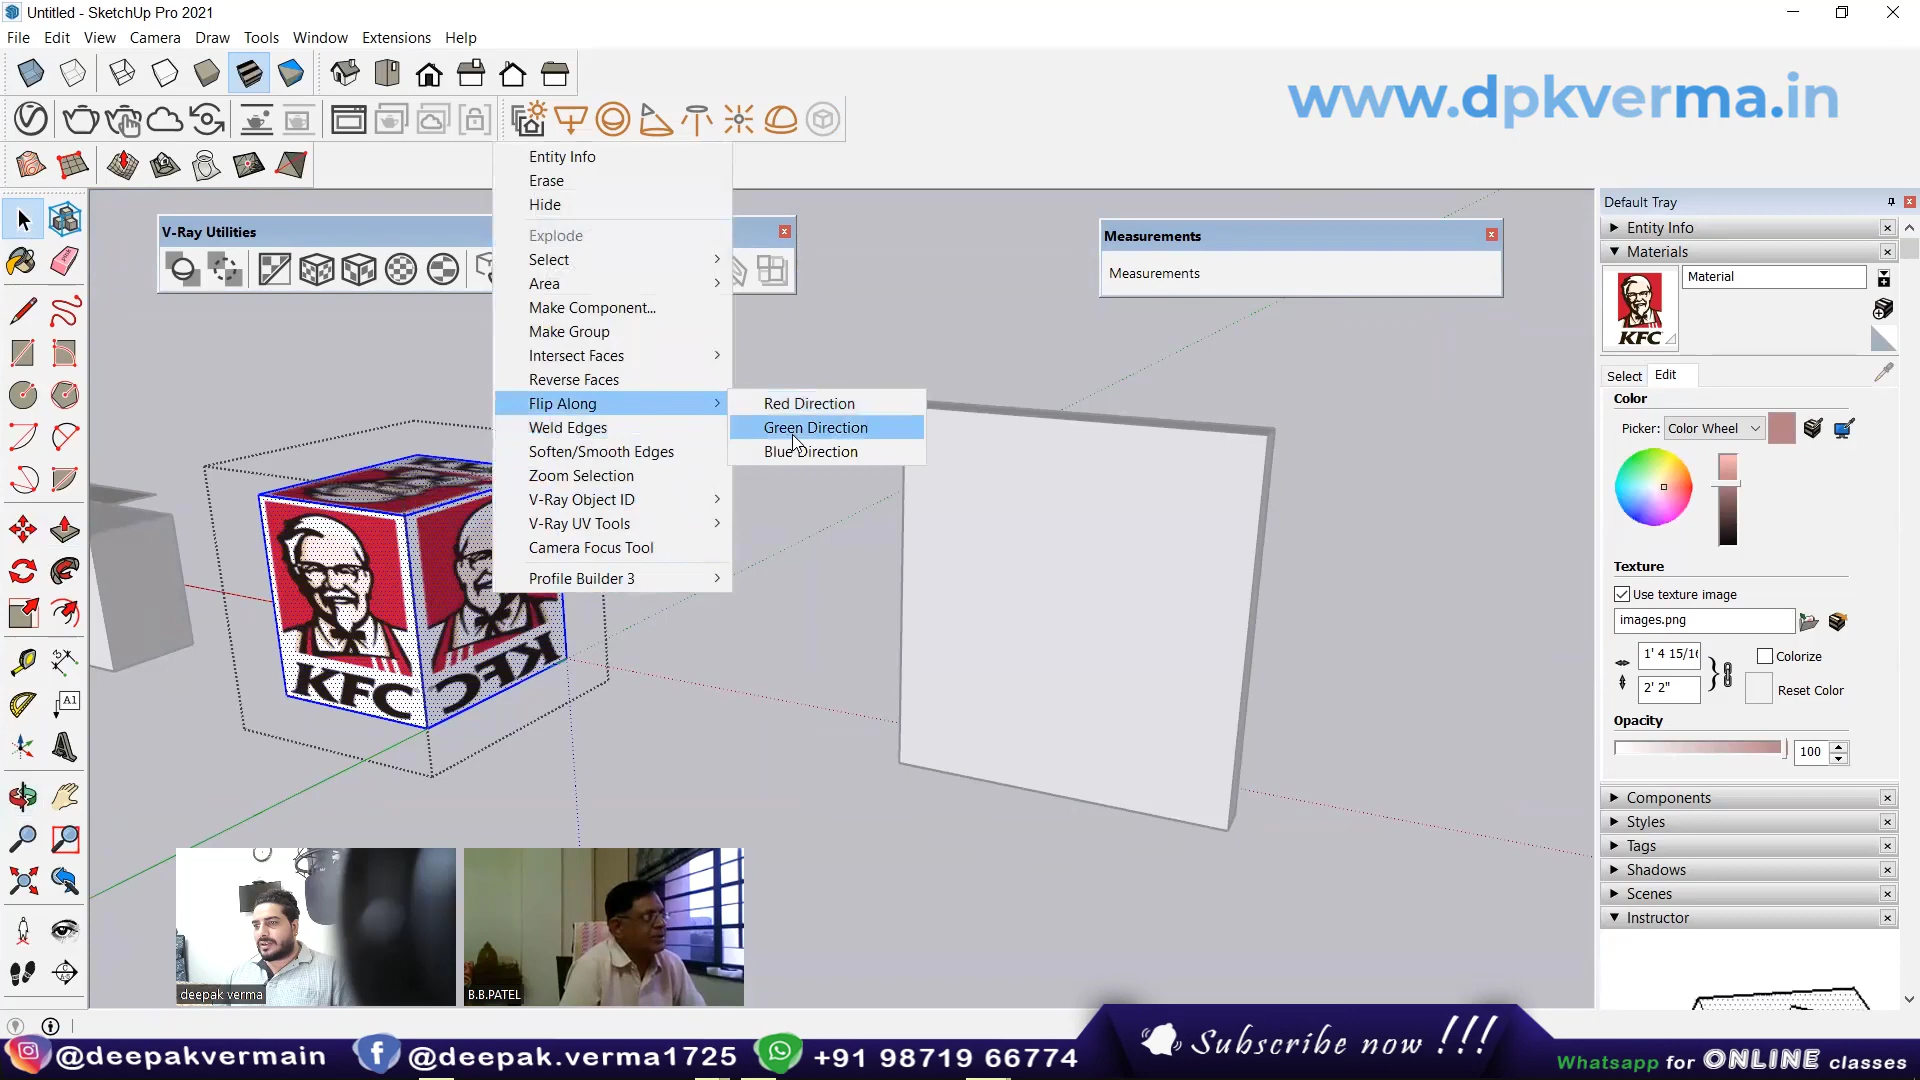 Untitled - SketchUp Pro 2021
File Edit View Camera Draw Tools Window Extensions Help
www.dpkverma.in
Entity Info
Erase
Hide
Explode
Select
Area
Make Component...
Make Group
Intersect Faces
Reverse Faces
Flip Along
Weld Edges
Soften/Smooth Edges
Zoom Selection
V-Ray Object ID
V-Ray UV Tools
Camera Focus Tool
Profile Builder 3
Red Direction
Green Direction
Blue Direction
V-Ray Utilities
Measurements
Measurements
Default Tray
Entity Info
Materials
Material
KFC
Select Edit
Color
Picker: Color Wheel
Texture
Use texture image
images.png
1' 4 15/16
Colorize
2' 2"
Reset Color
Opacity
100
Components
Styles
Tags
Shadows
Scenes
Instructor
KFC
KFC
A1
deepak verma
B.B.PATEL
Subscribe now !!!
@deepakvermain
@deepak.verma1725
+91 98719 66774
Whatsapp for ONLINE classes